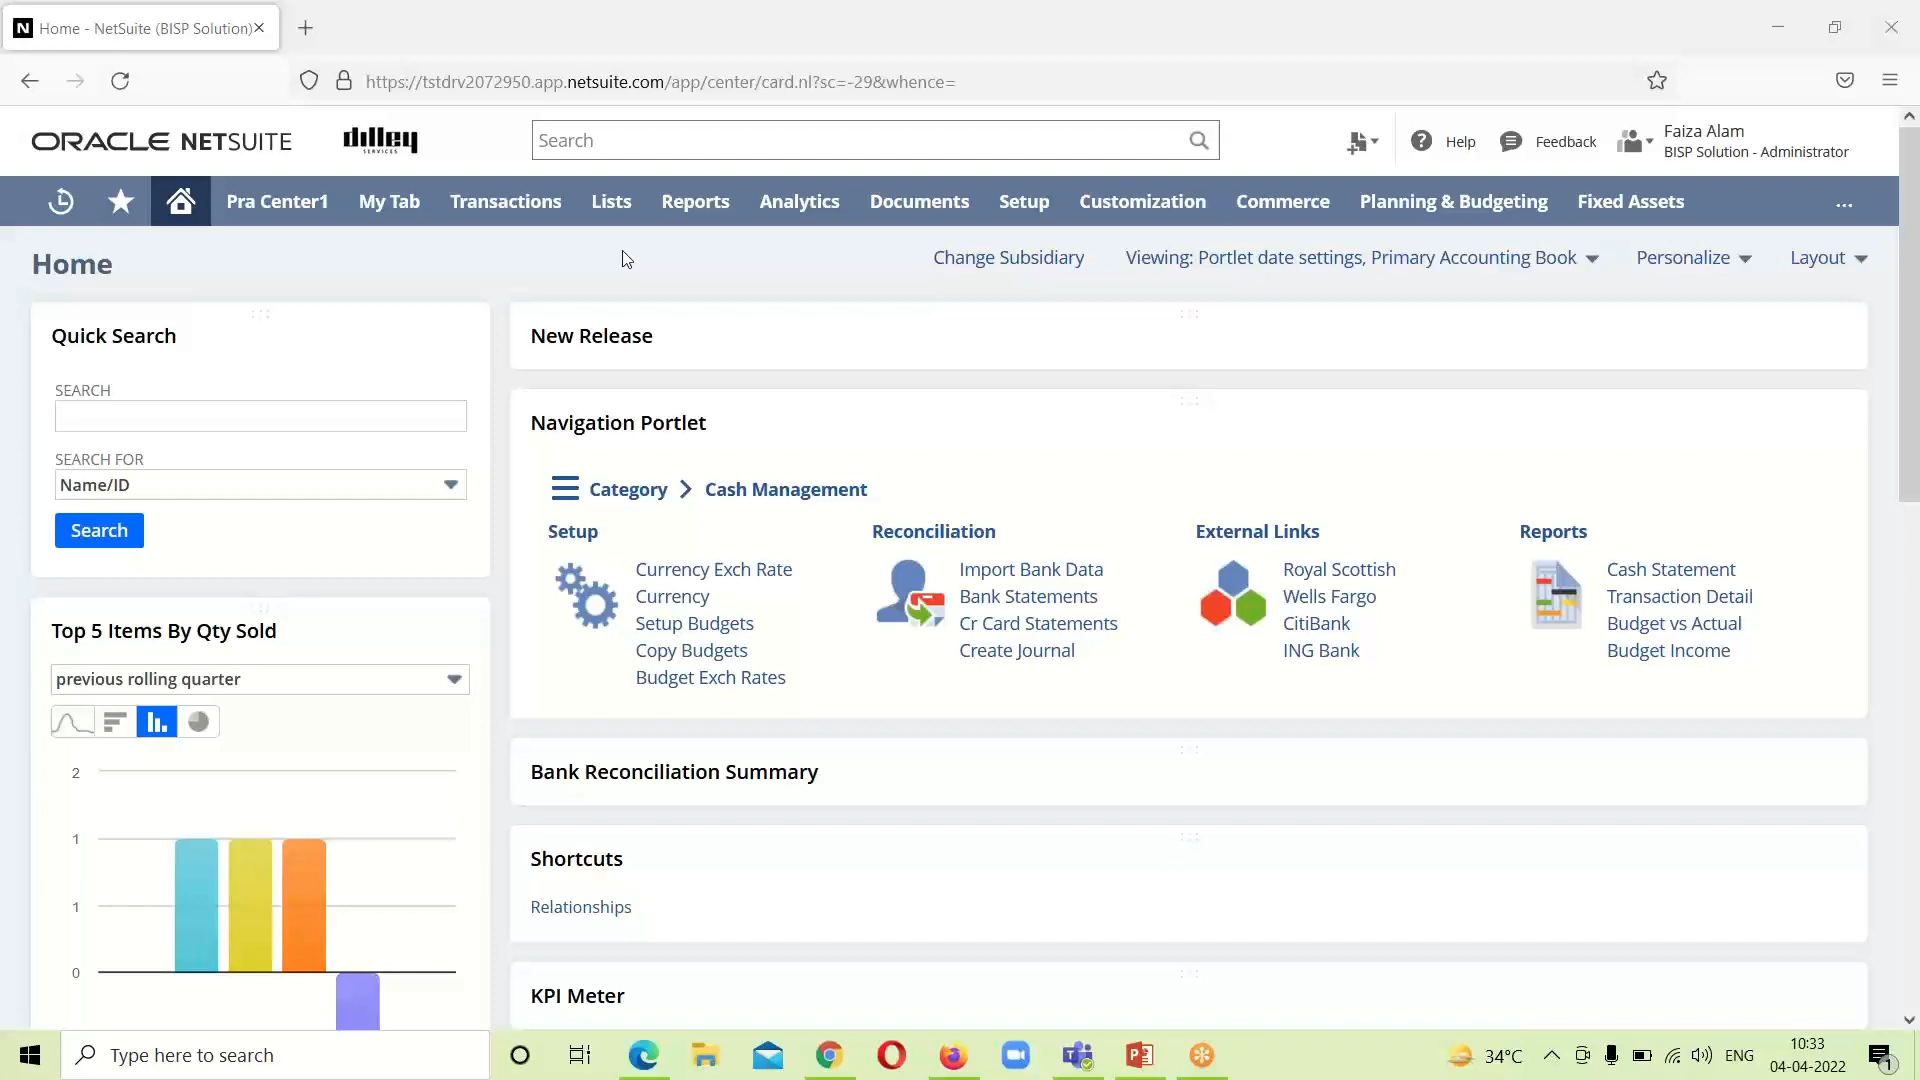 Home - NetSuite (BISP Solution)
https://tstdrv2072950.app.netsuite.com/app/center/card.nl?sc=-29&whence=
ORACLE NETSUITE
dilley
SERVICES
Search
Help
Feedback
Faiza Alam
BISP Solution - Administrator
Pra Center1
My Tab
Transactions
Lists
Reports
Analytics
Documents
Setup
Customization
Commerce
Planning & Budgeting
Fixed Assets
...
Home
Change Subsidiary
Viewing: Portlet date settings, Primary Accounting Book
Personalize
Layout
Quick Search
SEARCH
SEARCH FOR
Name/ID
Search
Top 5 Items By Qty Sold
previous rolling quarter
2
1
1
0
New Release
Navigation Portlet
Category > Cash Management
Setup
Currency Exch Rate
Currency
Setup Budgets
Copy Budgets
Budget Exch Rates
Reconciliation
Import Bank Data
Bank Statements
Cr Card Statements
Create Journal
External Links
Royal Scottish
Wells Fargo
CitiBank
ING Bank
Reports
Cash Statement
Transaction Detail
Budget vs Actual
Budget Income
Bank Reconciliation Summary
Shortcuts
Relationships
KPI Meter
Type here to search
34°C
ENG
10:33
04-04-2022
1